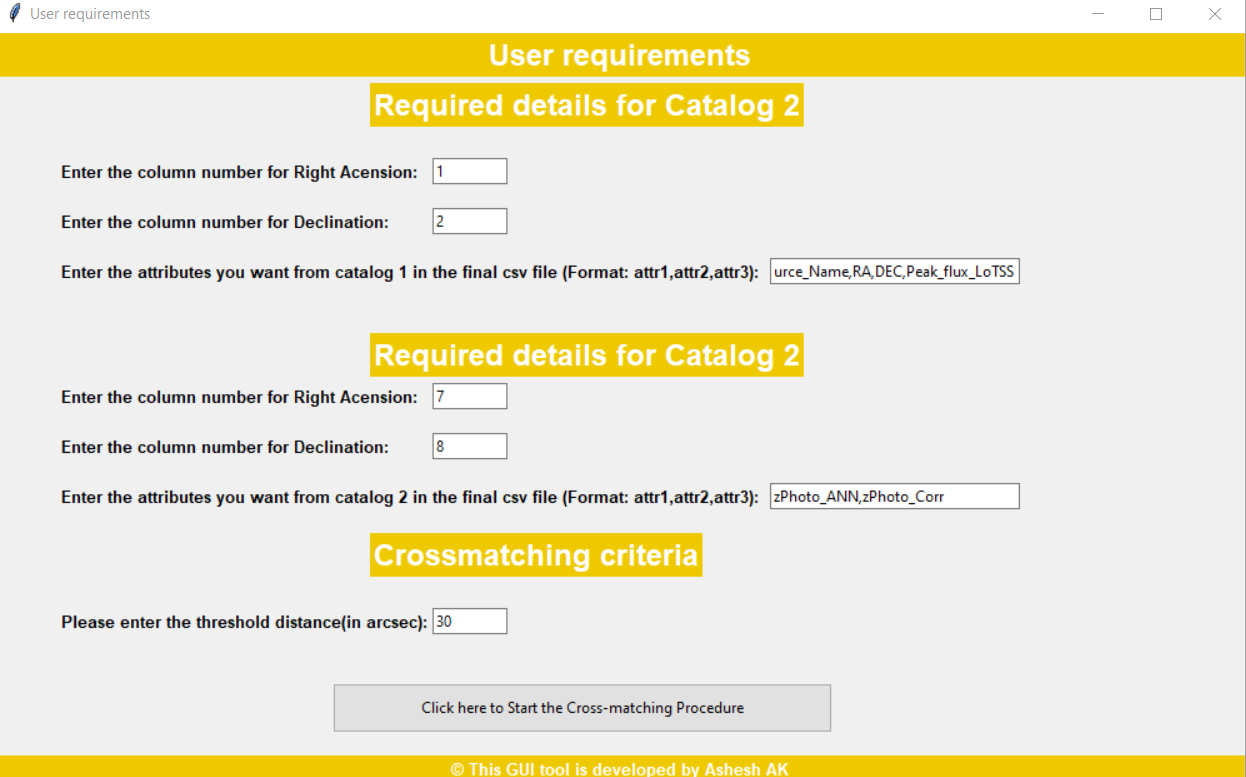 User requirements
User requirements
Required details for Catalog 2
Enter the column number for Right Acension: 1
Enter the column number for Declination: 2
Enter the attributes you want from catalog 1 in the final csv file (Format: attr1,attr2,attr3): urce_Name,RA,DEC,Peak_flux_LoTSS
Required details for Catalog 2
Enter the column number for Right Acension: 7
Enter the column number for Declination: 8
Enter the attributes you want from catalog 2 in the final csv file (Format: attr1,attr2,attr3): zPhoto_ANN,zPhoto_Corr
Crossmatching criteria
Please enter the threshold distance(in arcsec): 30
Click here to Start the Cross-matching Procedure
© This GUI tool is developed by Ashesh AK